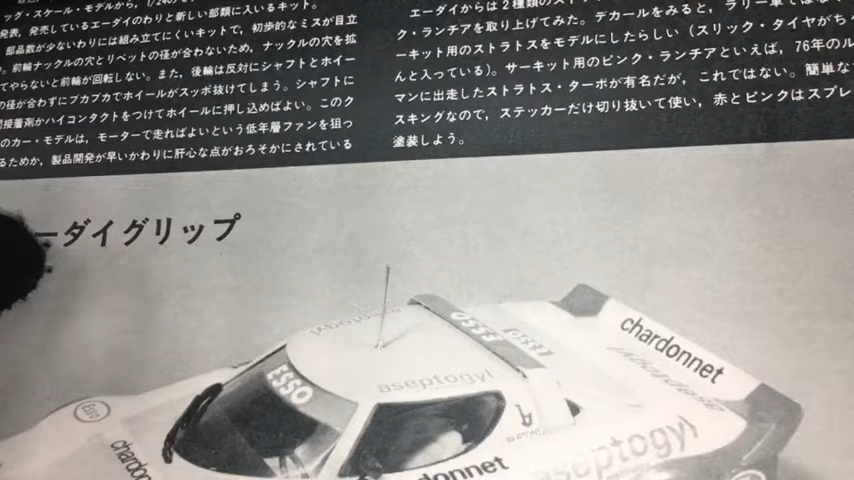 ック・スケール・モデルから、1/24の
発表、発売しているエーダイのわりと新しい部類に入いるキット。
部品数が少ないわりには組み立てにくいキットで、初歩的なミスが目立
。前輪ナックルの穴とリベットの径が合わないため，ナックルの穴を拡
てやらないと前輪が回転しない。また，後輪は反対にシャフトとホイー
の径が合わずにブカブカでホイールがスッポ抜けてしまう。シャフトに
間接着剤かハイコンタクトをつけてホイールに押し込めばよい。このク
のカー・モデルは，モーターで走ればよいという低年層ファンを狙っ
るためか，製品開発が早いかわりに肝心な点がおろそかにされている
エーダイからは２種類のスト
ク・ランチアを取り上げてみた。デカールをみると，ラリー車ではな
ーキット用のストラトスをモデルにしたらしい（スリック・タイヤがちゃ
んと入っている）。サーキット用のピンク・ランチアといえば，76年のル
マンに出走したストラトス・ターボが有名だが，これではない。簡単な
スキングなので，ステッカーだけ切り抜いて使い，赤とピンクはスプレ
塗装しよう。
ーダイグリップ
ESSO
ESSO
chardonnet
ESSO
aseptogyl
ESSO
chardon
donnet
aseptogyl